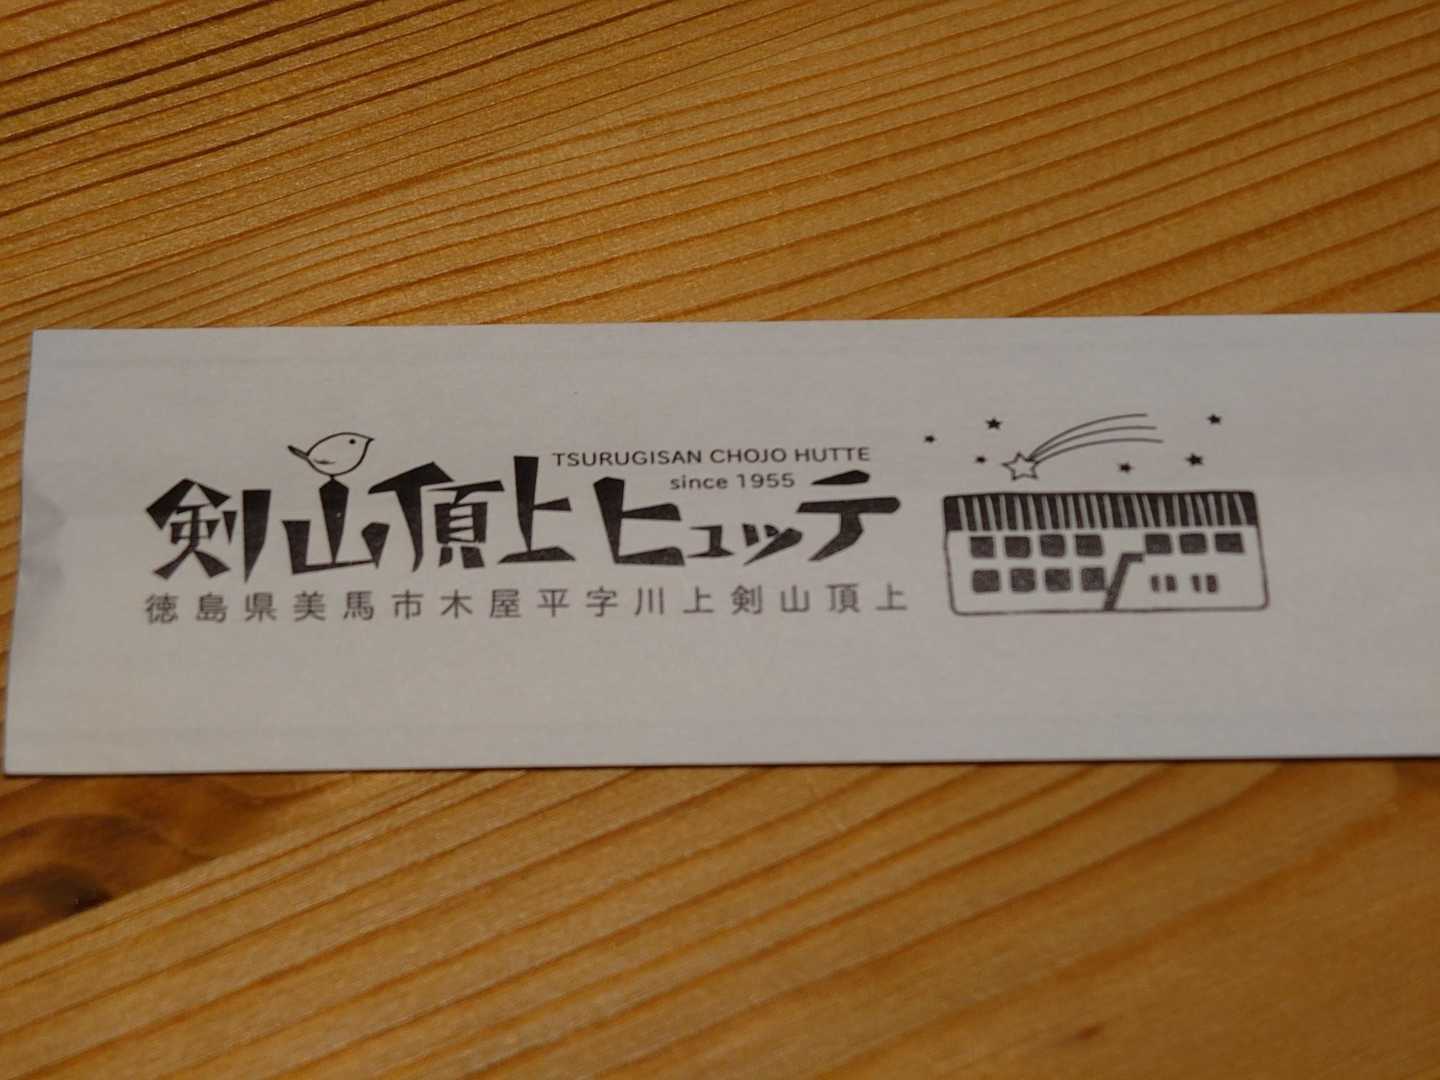 TSURUGISAN CHOJO HUTTE
since 1955
剣山頂上ヒュッテ
徳島県美馬市木屋平字川上剣山頂上